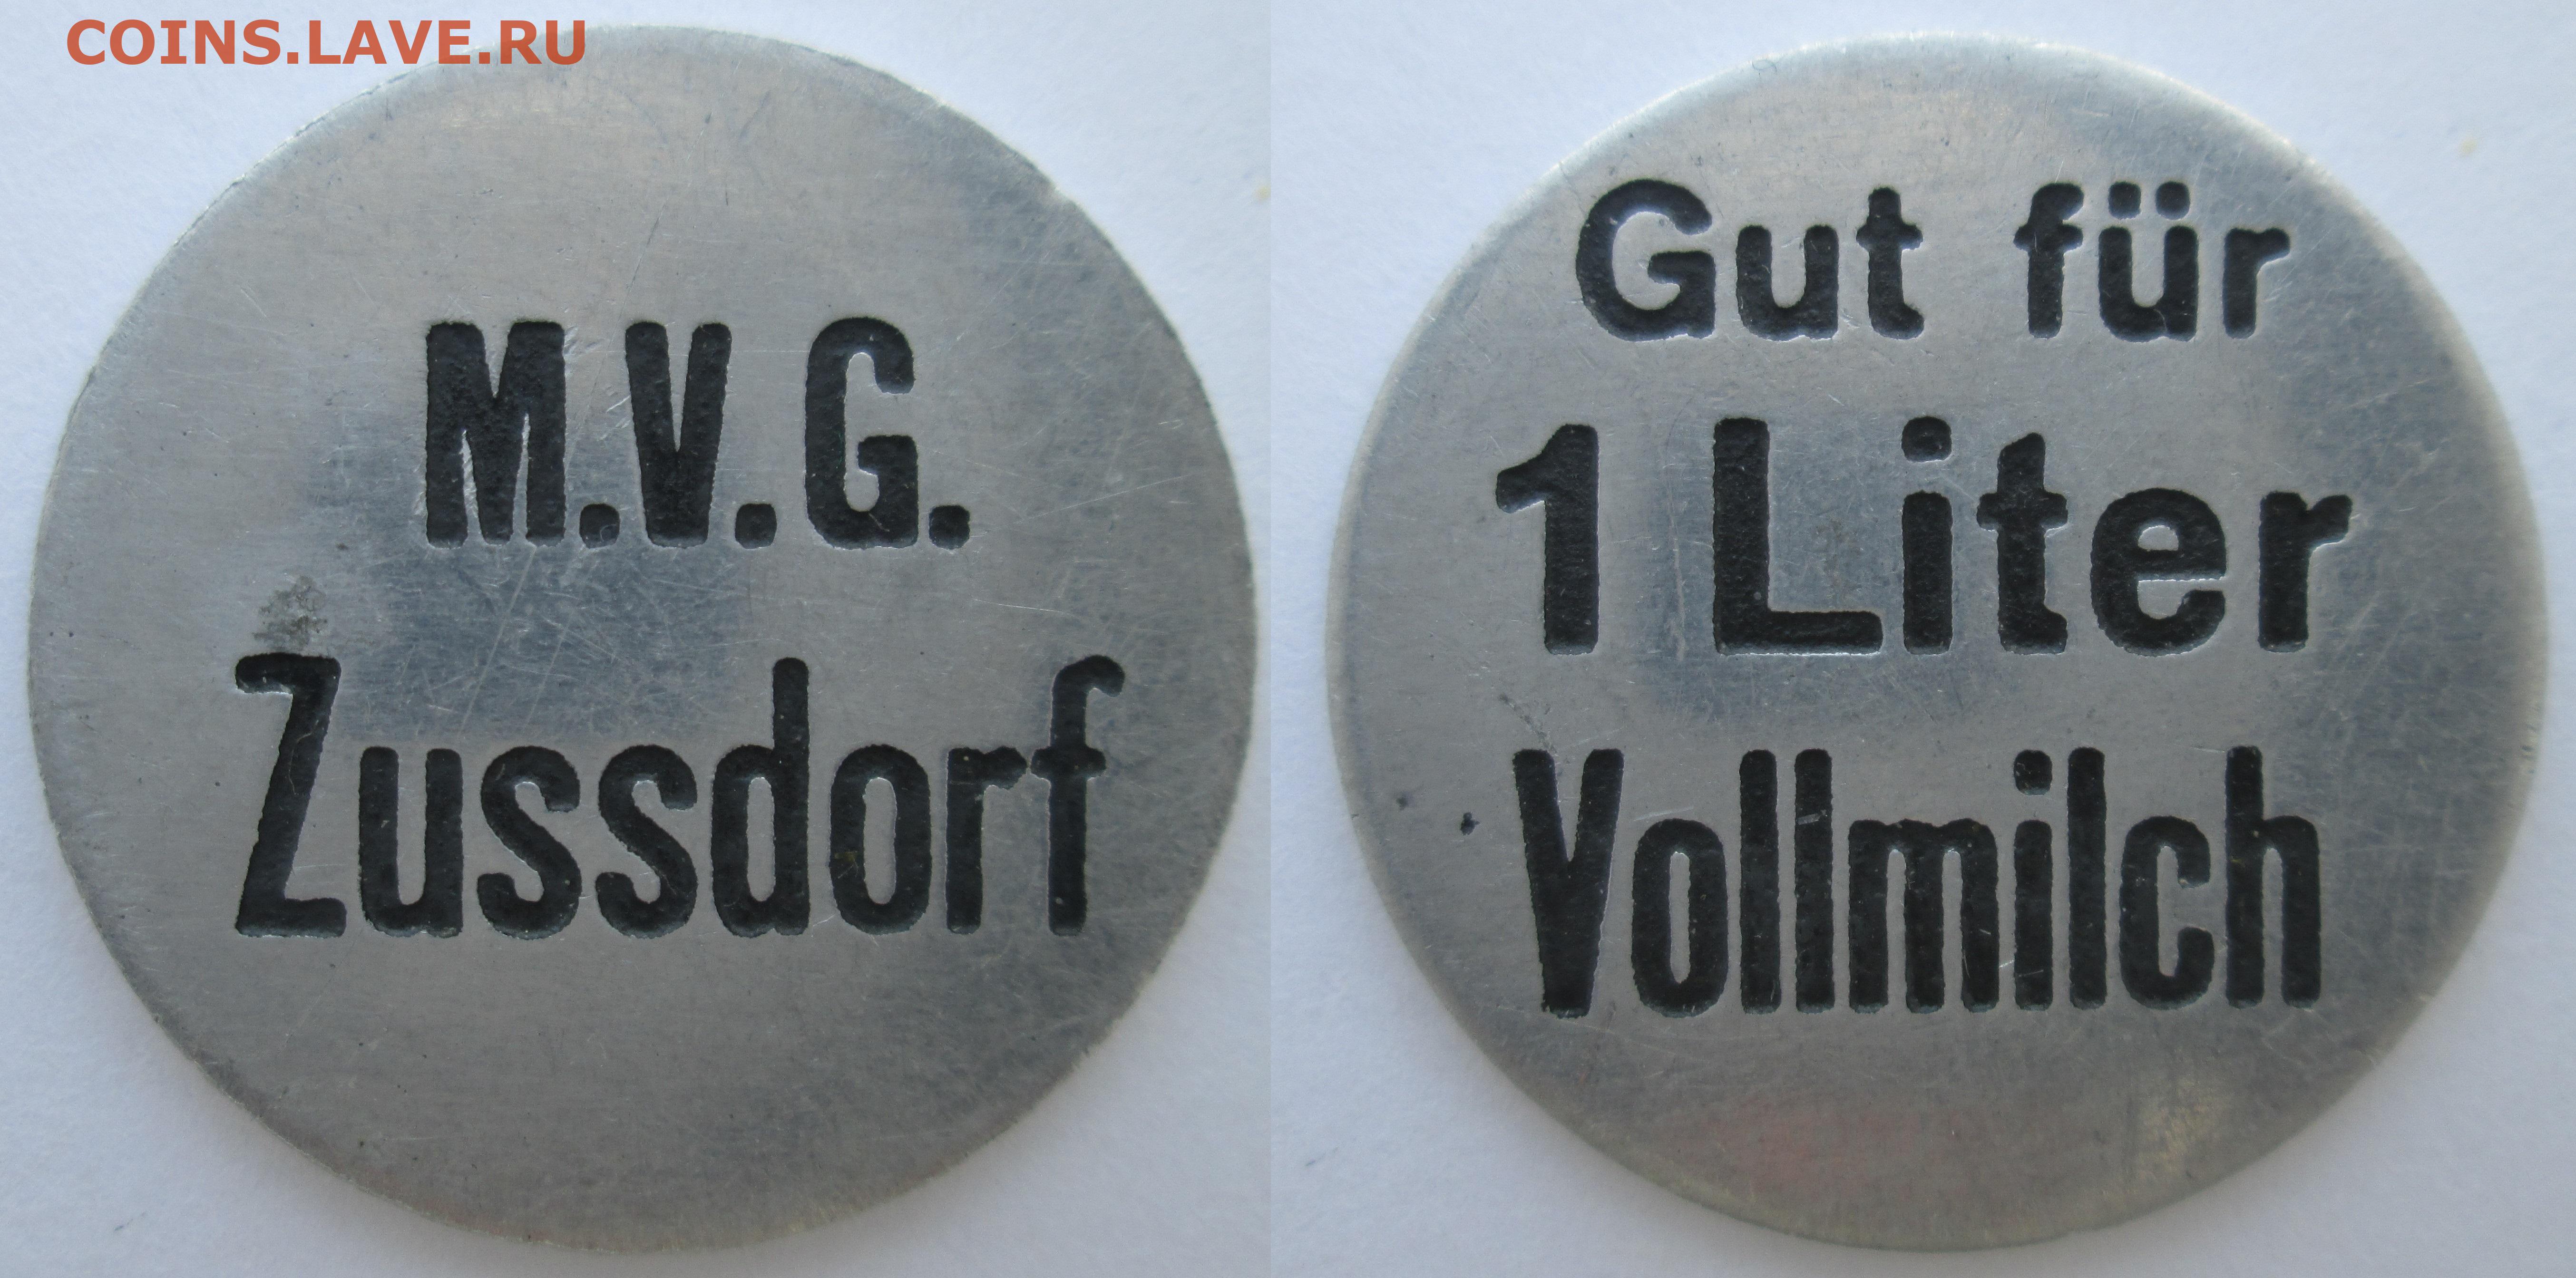 COINS.LAVE.RU
M.V.G.
Zussdorf
Gut für
1 Liter
Vollmilch